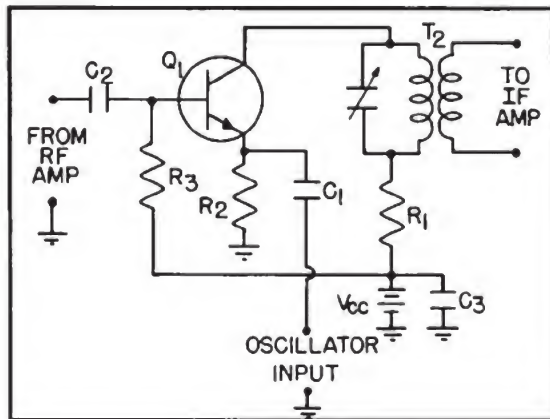 C2
Q1
T2
FROM
RF
AMP
R3
R2
C1
R1
TO
IF
AMP
Vcc
C3
OSCILLATOR
INPUT